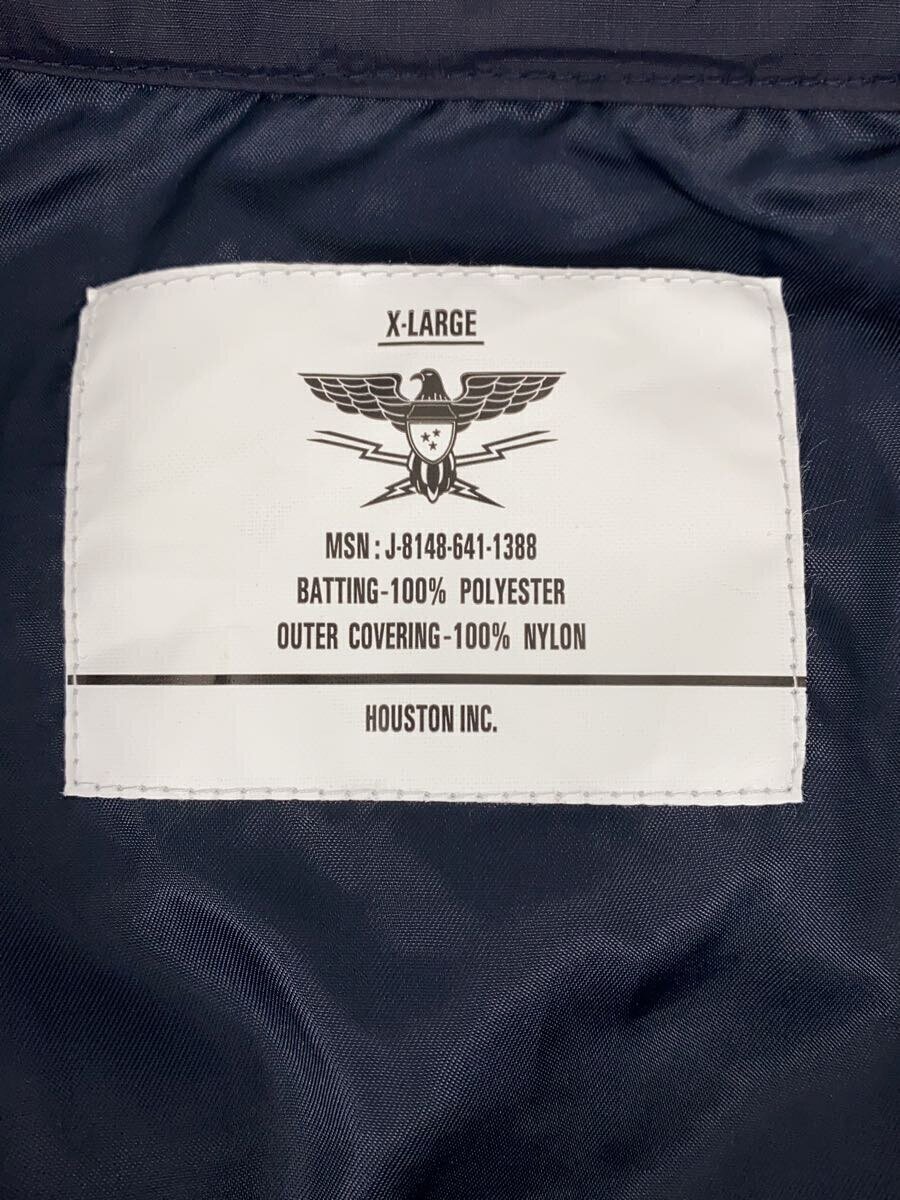 X-LARGE
MSN : J-8148-641-1388
BATTING-100% POLYESTER
OUTER COVERING-100% NYLON
HOUSTON INC.